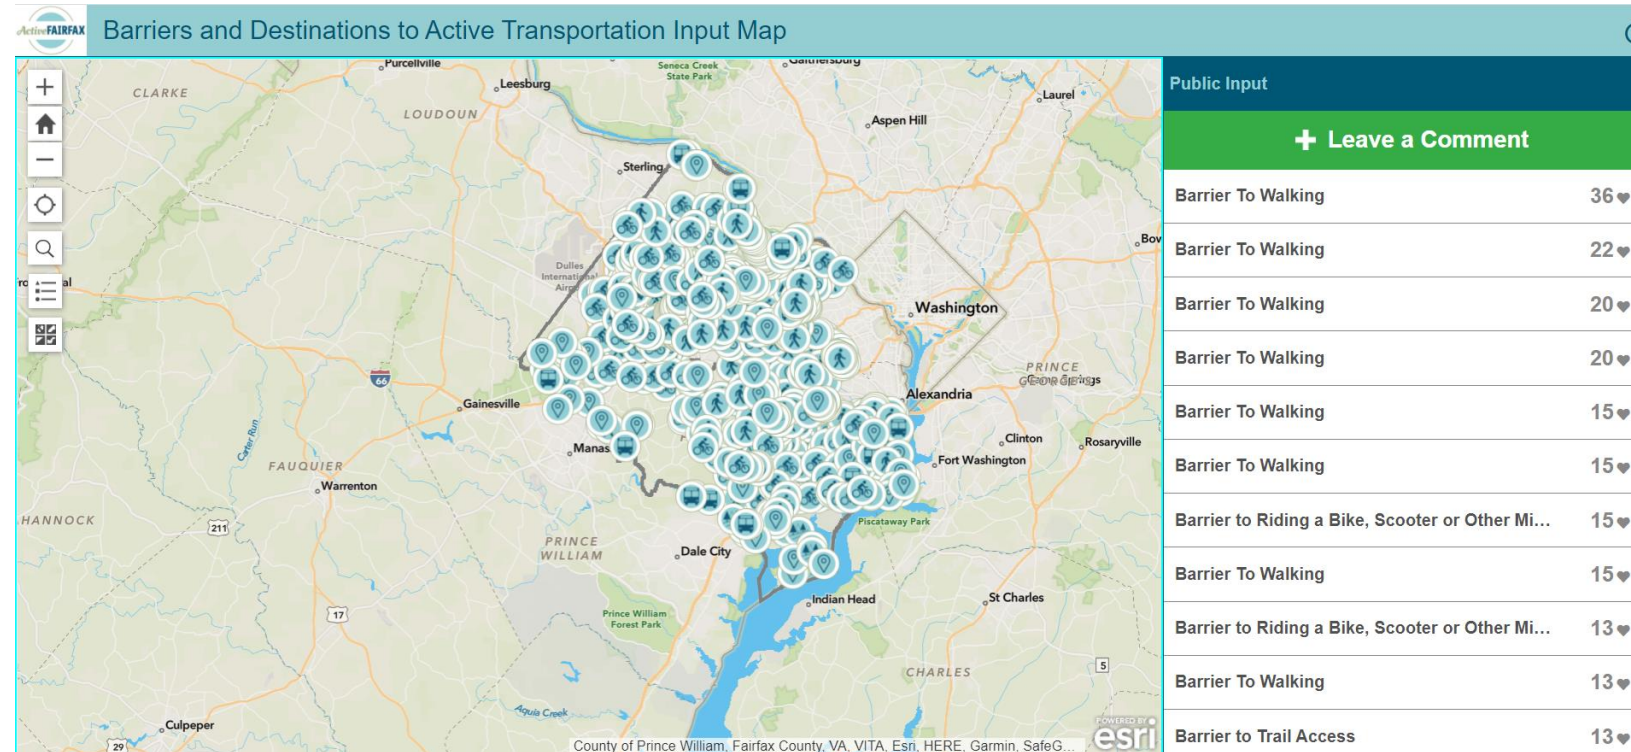 ActiveFAIRFAX
Barriers and Destinations to Active Transportation Input Map
Purcellville
Leesburg
Seneca Creek
State Park
Gaithersburg
CLARKE
LOUDOUN
Laurel
Aspen Hill
Sterling
Dulles
International
Airp
Bow
Washington
PRINCE
GEORGE'S
Camp Springs
66
Gainesville
Alexandria
Manas
Clinton
Rosaryville
Fort Washington
Cater Run
FAUQUIER
Warrenton
HANNOCK
211
Piscataway Park
PRINCE
WILLIAM
Dale City
Indian Head
St Charles
17
Prince William
Forest Park
5
CHARLES
Aquia Creek
Culpeper
29
POWERED BY
esri
County of Prince William, Fairfax County, VA, VITA, Esri, HERE, Garmin, SafeG...
Public Input
+ Leave a Comment
Barrier To Walking 36
Barrier To Walking 22
Barrier To Walking 20
Barrier To Walking 20
Barrier To Walking 15
Barrier To Walking 15
Barrier to Riding a Bike, Scooter or Other Mi... 15
Barrier To Walking 15
Barrier to Riding a Bike, Scooter or Other Mi... 13
Barrier To Walking 13
Barrier to Trail Access 13